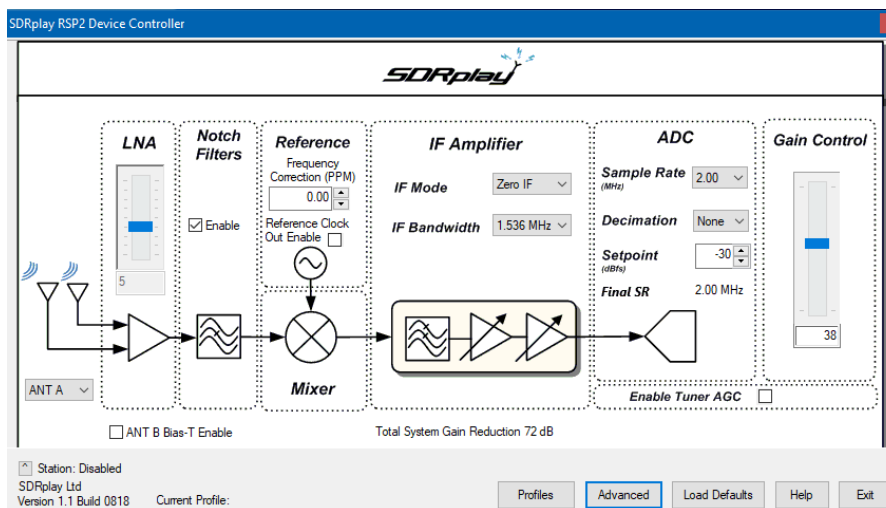 SDRplay RSP2 Device Controller
SDRplay
LNA
5
Notch
Filters
Enable
Reference
Frequency
Correction (PPM)
0.00
Reference Clock
Out Enable
Mixer
IF Amplifier
IF Mode
Zero IF
IF Bandwidth
1.536 MHz
ADC
Sample Rate
(MHz)
2.00
Decimation
None
Setpoint
(dBfs)
-30
Final SR
2.00 MHz
Gain Control
38
Enable Tuner AGC
ANT A
ANT B Bias-T Enable
Total System Gain Reduction 72 dB
^ Station: Disabled
SDRplay Ltd
Version 1.1 Build 0818
Current Profile:
Profiles
Advanced
Load Defaults
Help
Exit